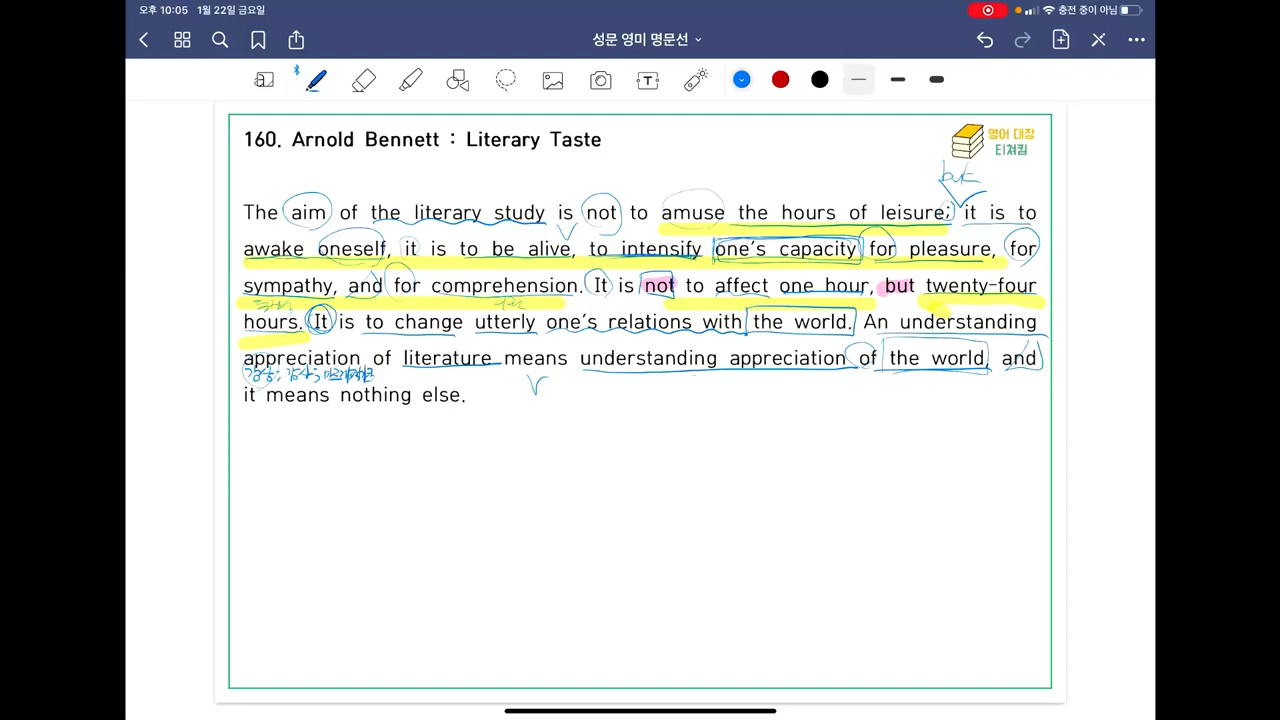 오후 10:05 1월 22일 금요일
충전 중이 아님
성문 영미 명문선
T
160. Arnold Bennett : Literary Taste
영어 대장
티쳐킴
but
The aim of the literary study is not to amuse the hours of leisure; it is to
awake oneself, it is to be alive, to intensify one's capacity for pleasure, for
sympathy, and for comprehension. It is not to affect one hour, but twenty-four
hours. It is to change utterly one's relations with the world. An understanding
appreciation of literature means understanding appreciation of the world, and
it means nothing else.